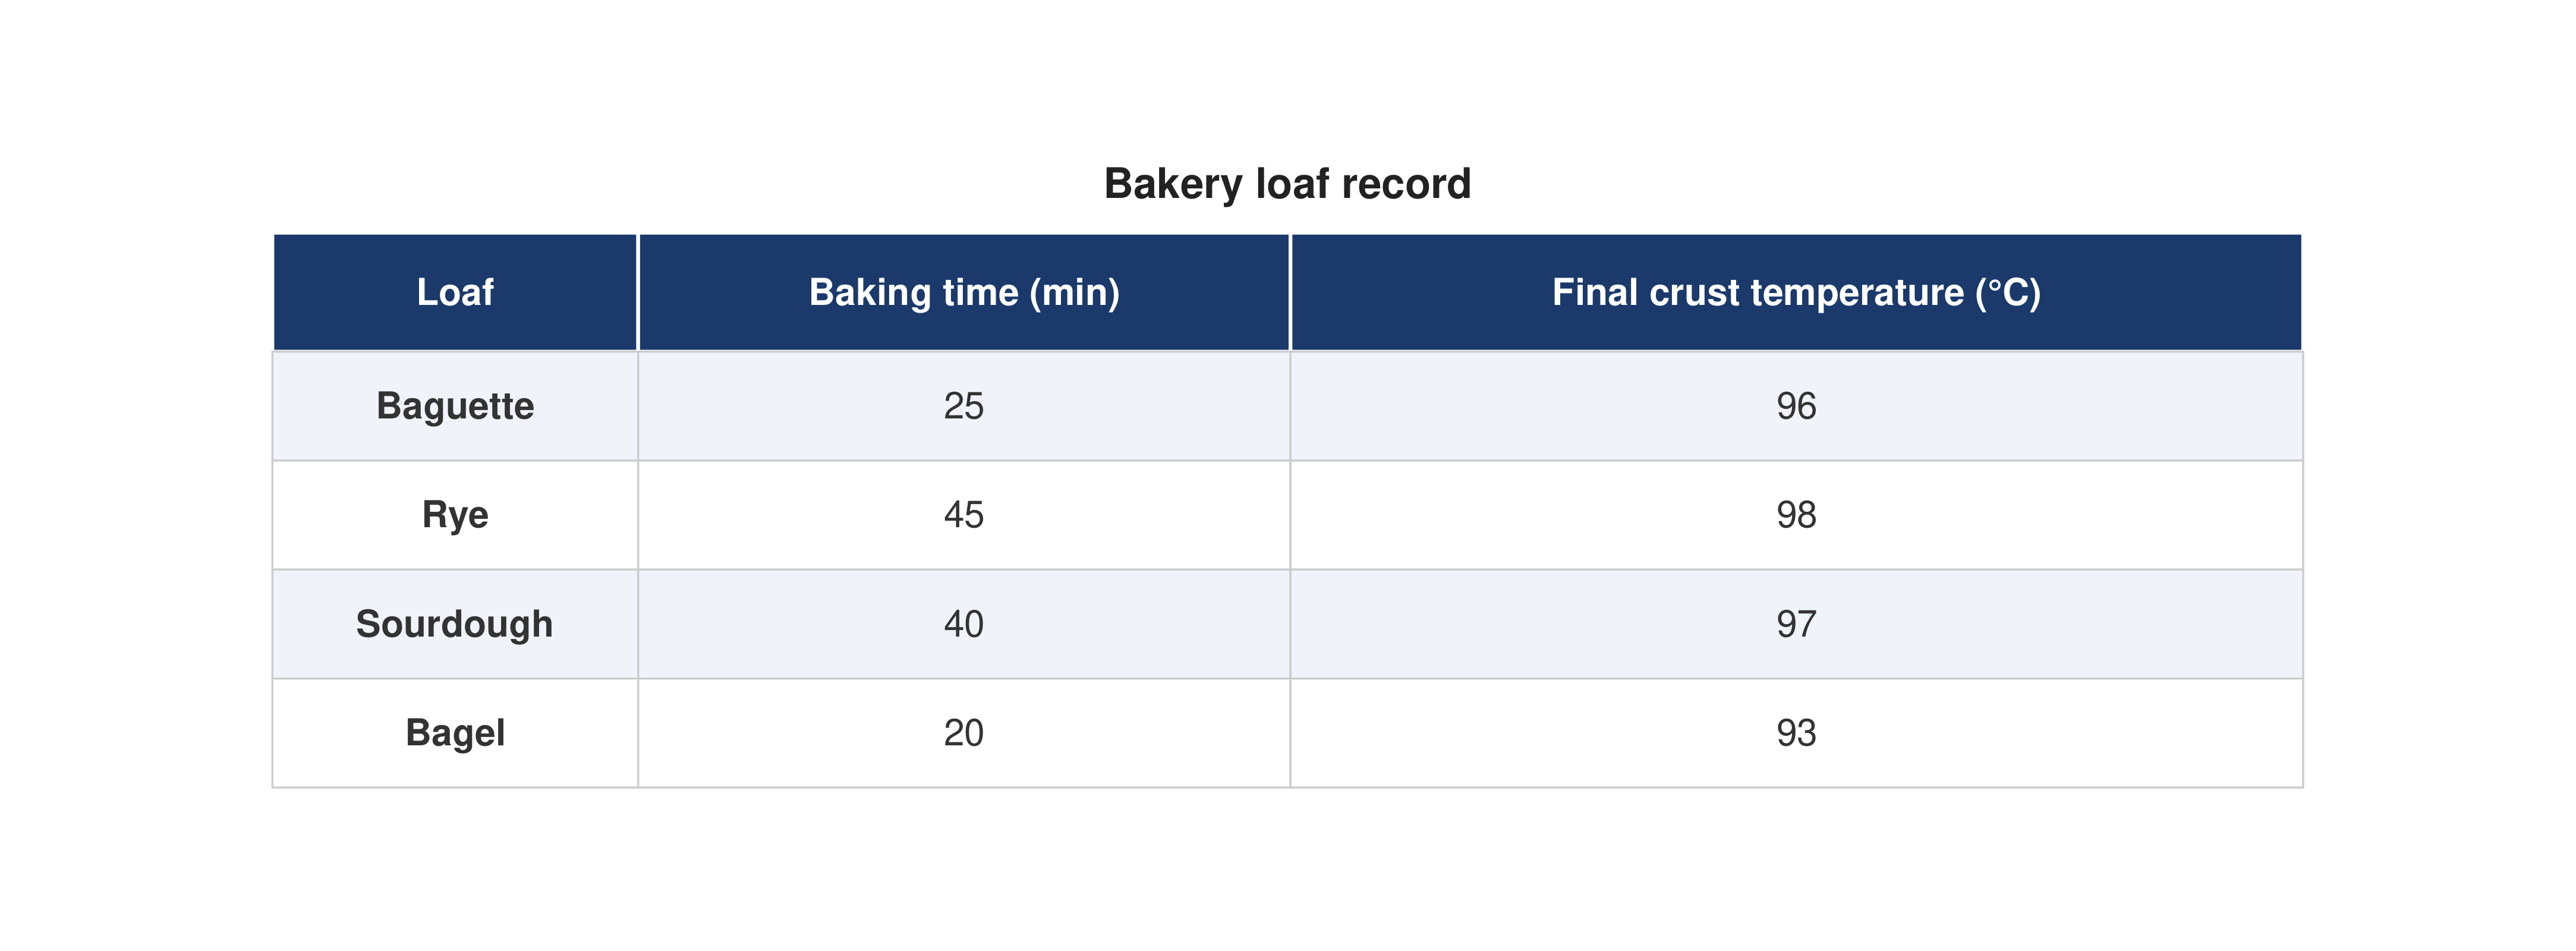 Bakery loaf record
Loaf Baking time (min) Final crust temperature (°C)
Baguette 25 96
Rye 45 98
Sourdough 40 97
Bagel 20 93